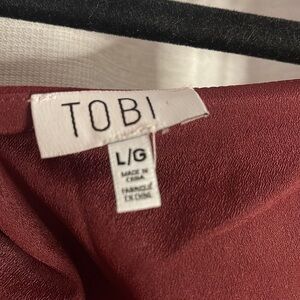 TOBI
L/G
MADE IN
CHINA
FABRIQUÉ
EN CHINE